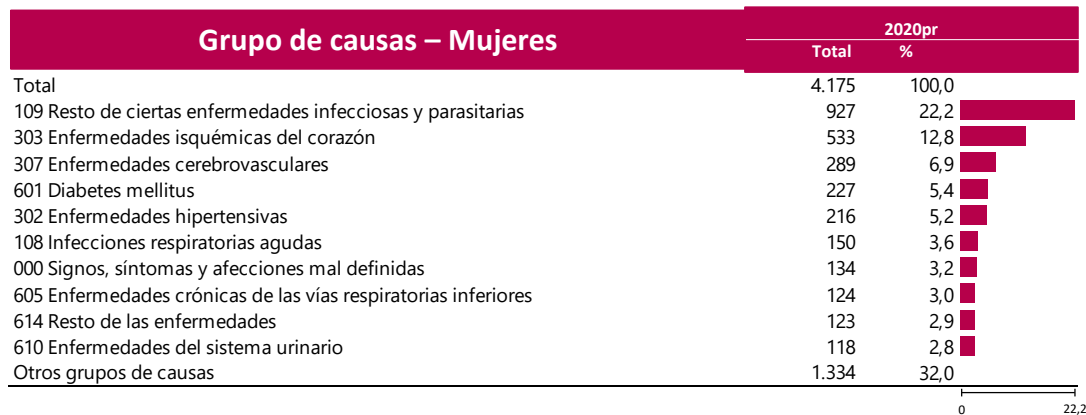 Grupo de causas – Mujeres
2020pr
Total %
Total 4.175 100,0
109 Resto de ciertas enfermedades infecciosas y parasitarias 927 22,2
303 Enfermedades isquémicas del corazón 533 12,8
307 Enfermedades cerebrovasculares 289 6,9
601 Diabetes mellitus 227 5,4
302 Enfermedades hipertensivas 216 5,2
108 Infecciones respiratorias agudas 150 3,6
000 Signos, síntomas y afecciones mal definidas 134 3,2
605 Enfermedades crónicas de las vías respiratorias inferiores 124 3,0
614 Resto de las enfermedades 123 2,9
610 Enfermedades del sistema urinario 118 2,8
Otros grupos de causas 1.334 32,0
0 22,2